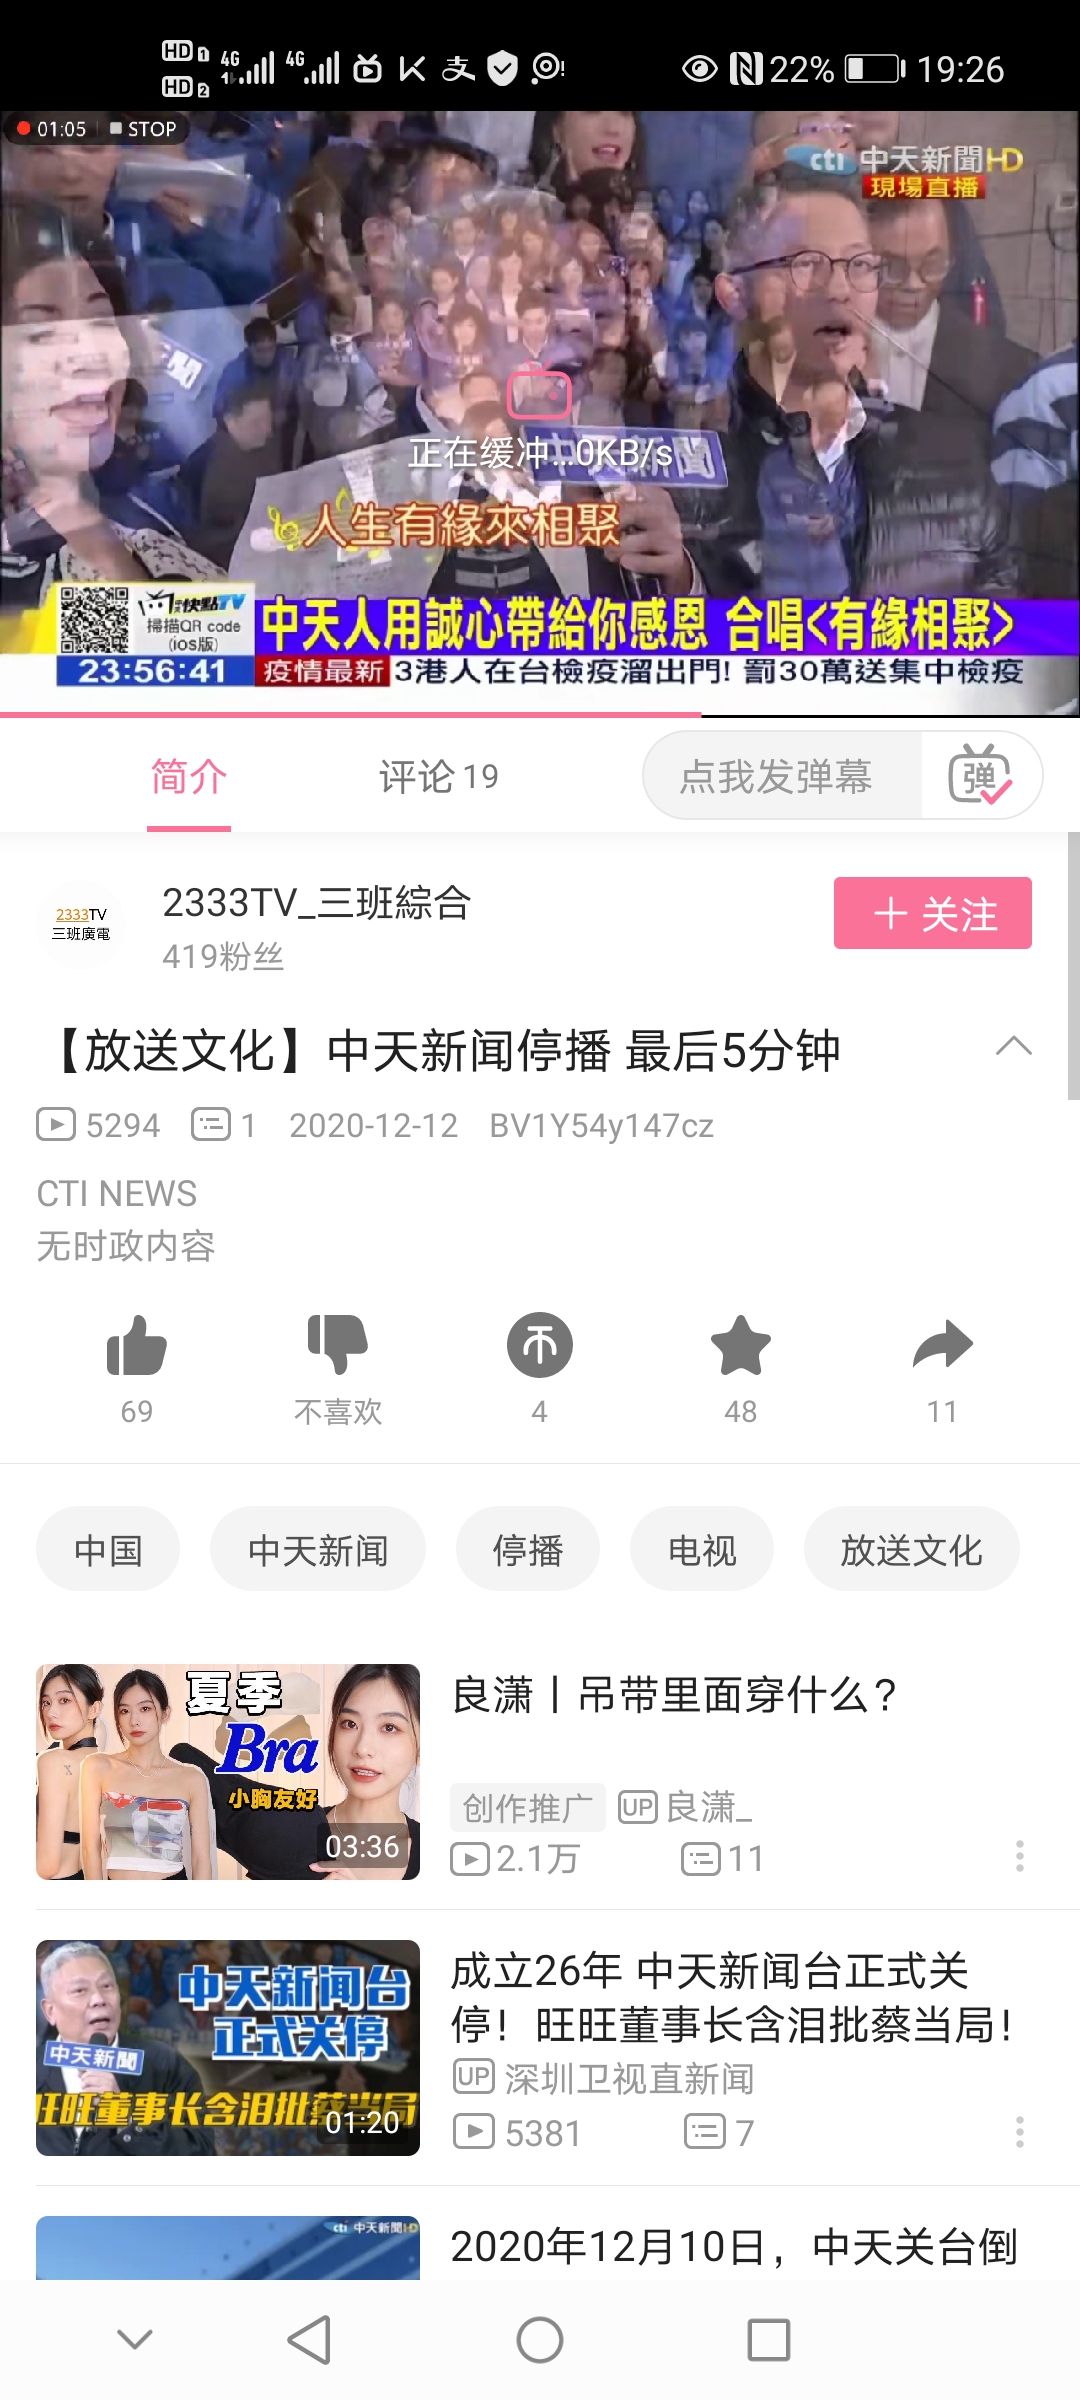 HD 1 4G 4G 22% 19:26
HD 2
01:05 STOP
cti 中天新聞HD
現場直播
正在缓冲...0KB/s
中天新聞
人生有緣來相聚
快點TV
掃描QR code
(ios版)
中天人用誠心帶給你感恩 合唱<有緣相聚>
23:56:41 疫情最新 3港人在台檢疫溜出門! 罰30萬送集中檢疫
简介 评论 19 点我发弹幕 弹
2333TV
三班廣電
2333TV_三班綜合
419粉丝
+ 关注
【放送文化】中天新闻停播 最后5分钟
5294 1 2020-12-12 BV1Y54y147cz
CTI NEWS
无时政内容
69 不喜欢 4 48 11
中国 中天新闻 停播 电视 放送文化
夏季
Bra
小胸友好
03:36
良潇丨吊带里面穿什么？
创作推广 UP 良潇_
2.1万 11
中天新闻台
正式关停
中天新聞
旺旺董事长含泪批蔡当局
01:20
成立26年 中天新闻台正式关
停！旺旺董事长含泪批蔡当局！
UP 深圳卫视直新闻
5381 7
cti 中天新聞HD
2020年12月10日，中天关台倒